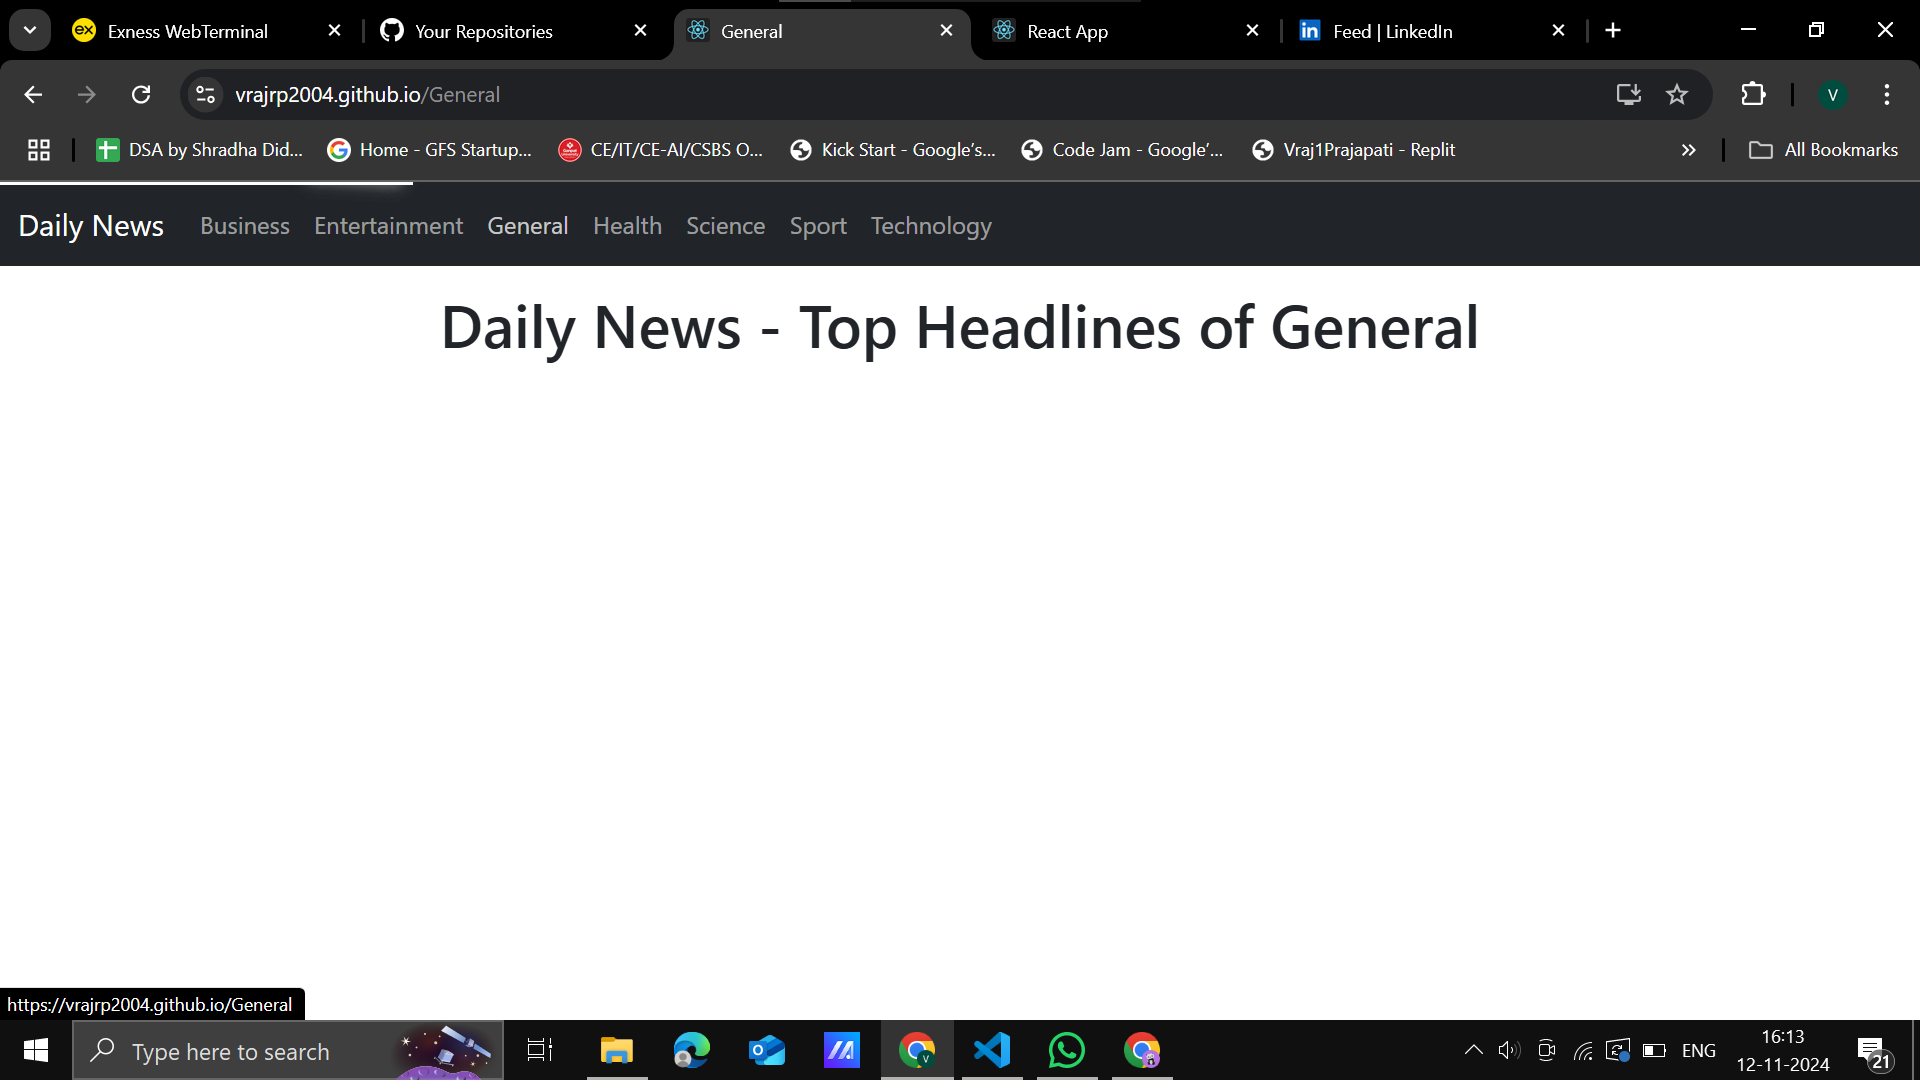 Exness WebTerminal
Your Repositories
General
React App
Feed | LinkedIn
vrajrp2004.github.io/General
V
DSA by Shradha Did...
Home - GFS Startup...
CE/IT/CE-AI/CSBS O...
Kick Start - Google's...
Code Jam - Google'...
Vraj1Prajapati - Replit
All Bookmarks
Daily News
Business
Entertainment
General
Health
Science
Sport
Technology
Daily News - Top Headlines of General
https://vrajrp2004.github.io/General
Type here to search
ENG
16:13
12-11-2024
21